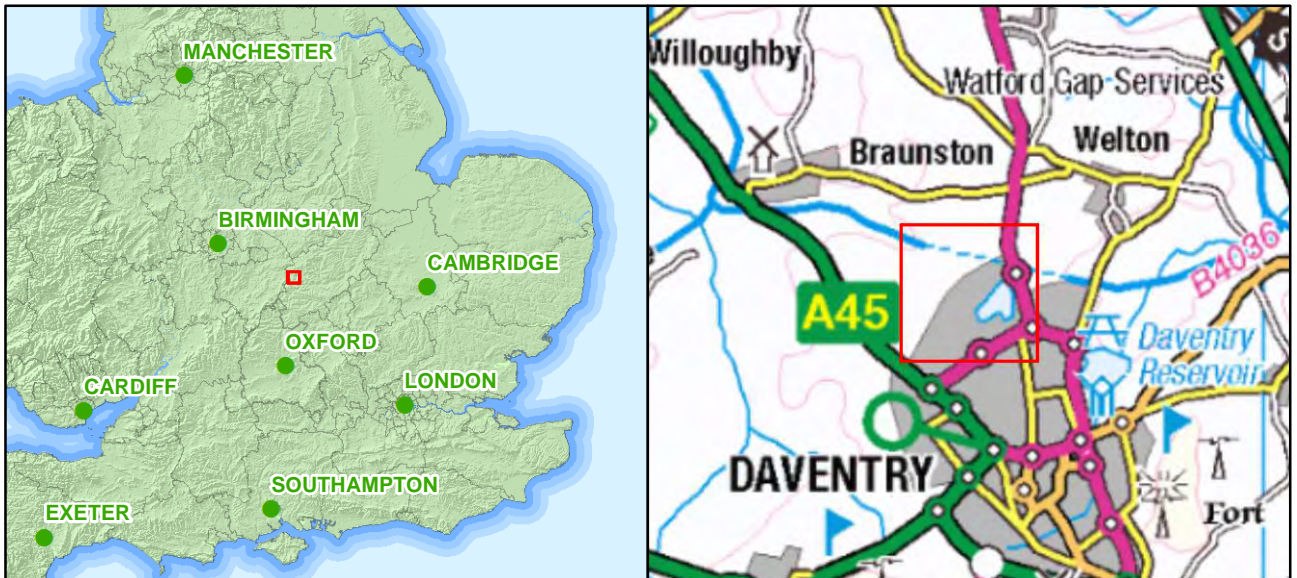 MANCHESTER
BIRMINGHAM
CAMBRIDGE
OXFORD
CARDIFF
LONDON
SOUTHAMPTON
EXETER
Willoughby
Watford Gap Services
Braunston
Welton
B4036
A45
Daventry
Reservoir
DAVENTRY
Fort